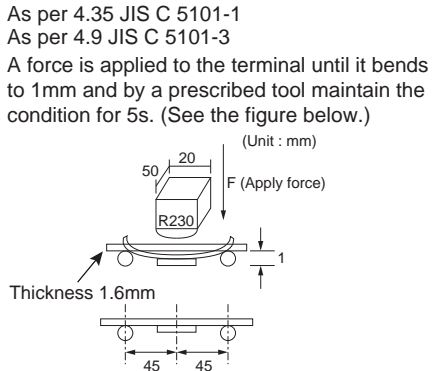 As per 4.35 JIS C 5101-1
As per 4.9 JIS C 5101-3
A force is applied to the terminal until it bends
to 1mm and by a prescribed tool maintain the
condition for 5s. (See the figure below.)
(Unit : mm)
20
50
F (Apply force)
R230
1
Thickness 1.6mm
45 45